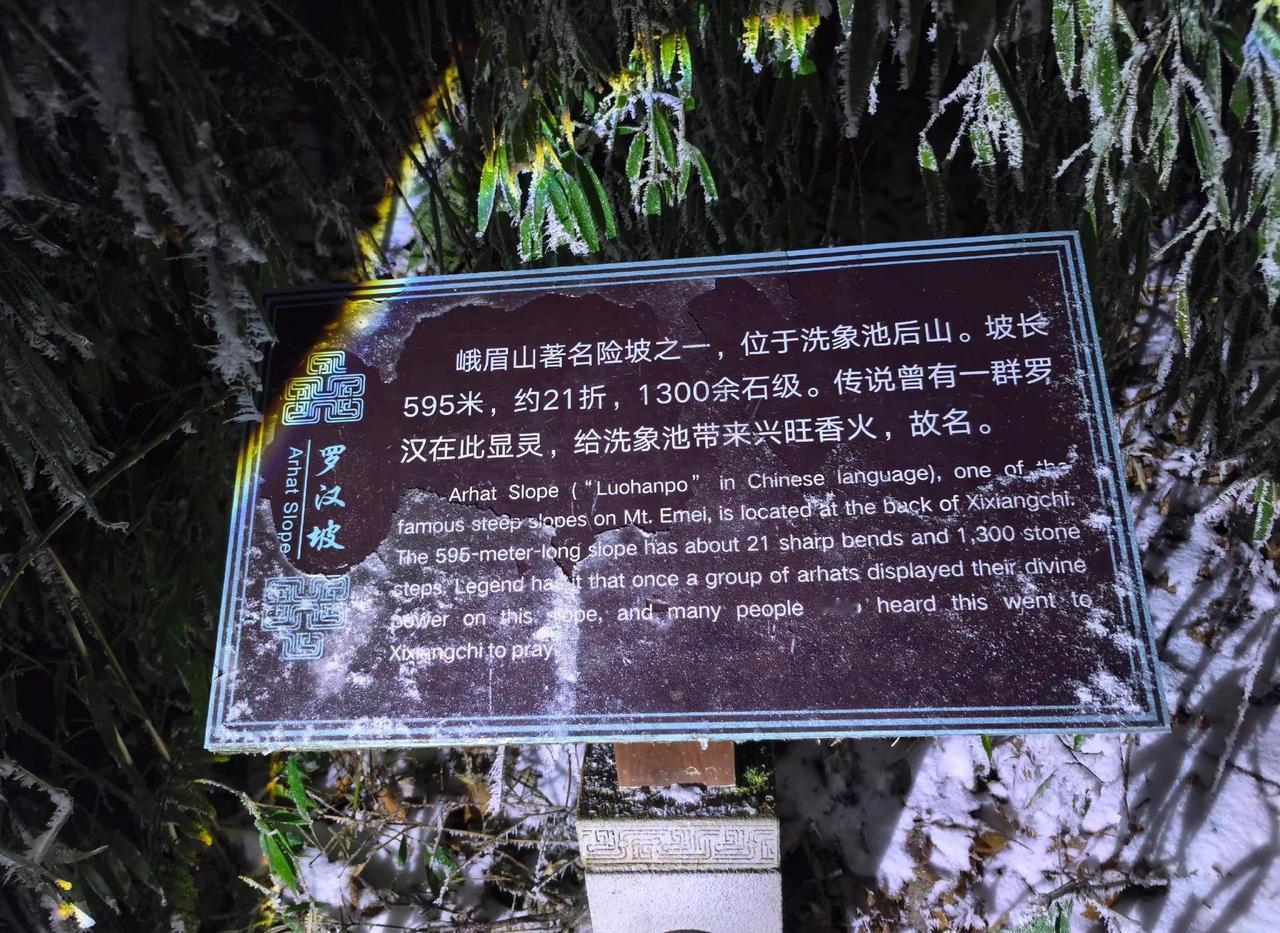 峨眉山著名险坡之一，位于洗象池后山。坡长
595米，约21折，1300余石级。传说曾有一群罗
汉在此显灵，给洗象池带来兴旺香火，故名。
罗汉坡
Arhat Slope
Arhat Slope (“Luohanpo” in Chinese language), one of the
famous steep slopes on Mt. Emei, is located at the back of Xixiangchi.
The 595-meter-long slope has about 21 sharp bends and 1,300 stone
steps. Legend has it that once a group of arhats displayed their divine
power on this slope, and many people heard this went to
Xixiangchi to pray.